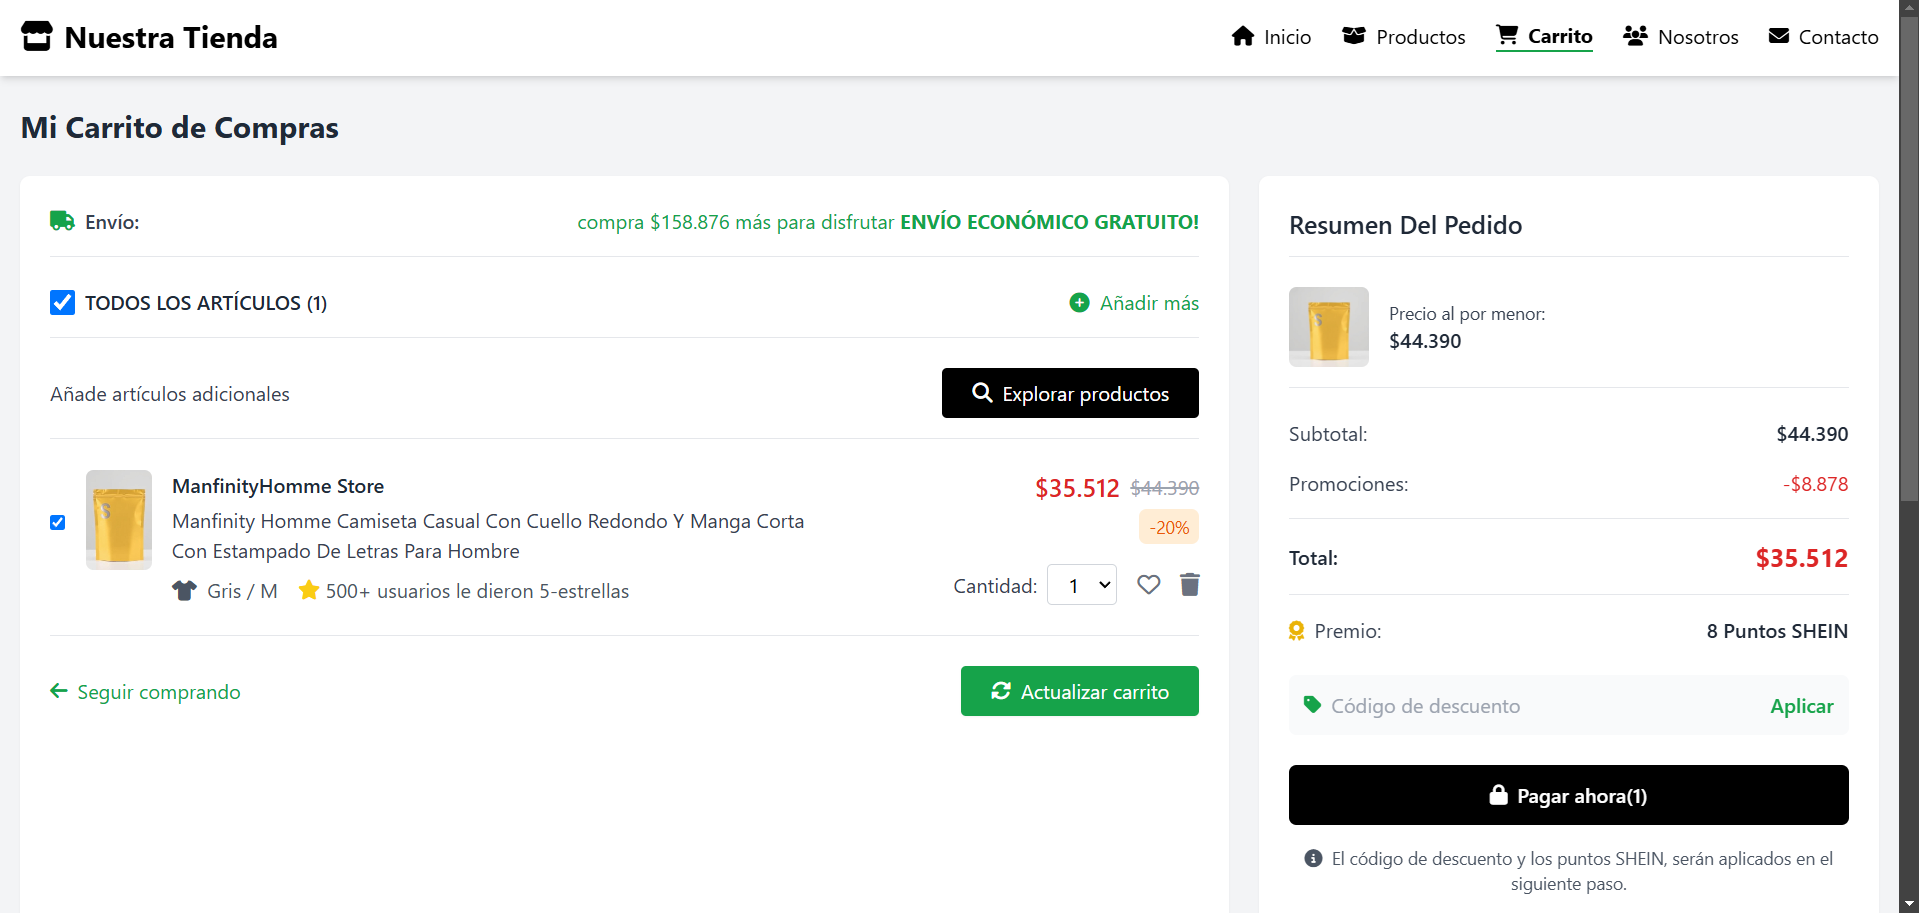 Nuestra Tienda
Inicio
Productos
Carrito
Nosotros
Contacto
Mi Carrito de Compras
Envío:
compra $158.876 más para disfrutar ENVÍO ECONÓMICO GRATUITO!
TODOS LOS ARTÍCULOS (1)
Añadir más
Añade artículos adicionales
Explorar productos
ManfinityHomme Store
Manfinity Homme Camiseta Casual Con Cuello Redondo Y Manga Corta
Con Estampado De Letras Para Hombre
Gris / M
500+ usuarios le dieron 5-estrellas
$35.512 $44.390
-20%
Cantidad: 1
Seguir comprando
Actualizar carrito
Resumen Del Pedido
Precio al por menor:
$44.390
Subtotal: $44.390
Promociones: -$8.878
Total: $35.512
Premio: 8 Puntos SHEIN
Código de descuento
Aplicar
Pagar ahora(1)
El código de descuento y los puntos SHEIN, serán aplicados en el
siguiente paso.